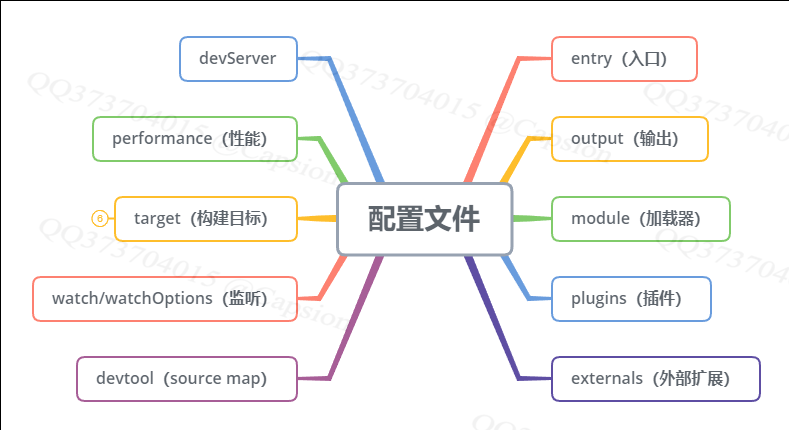 devServer
performance（性能）
6
target（构建目标）
watch/watchOptions（监听）
devtool（source map）
配置文件
entry（入口）
output（输出）
module（加载器）
plugins（插件）
externals（外部扩展）
QQ373704015 @Capsion
QQ373704015 @Capsion
QQ373704015
QQ373704015 @Capsion
QQ373704015